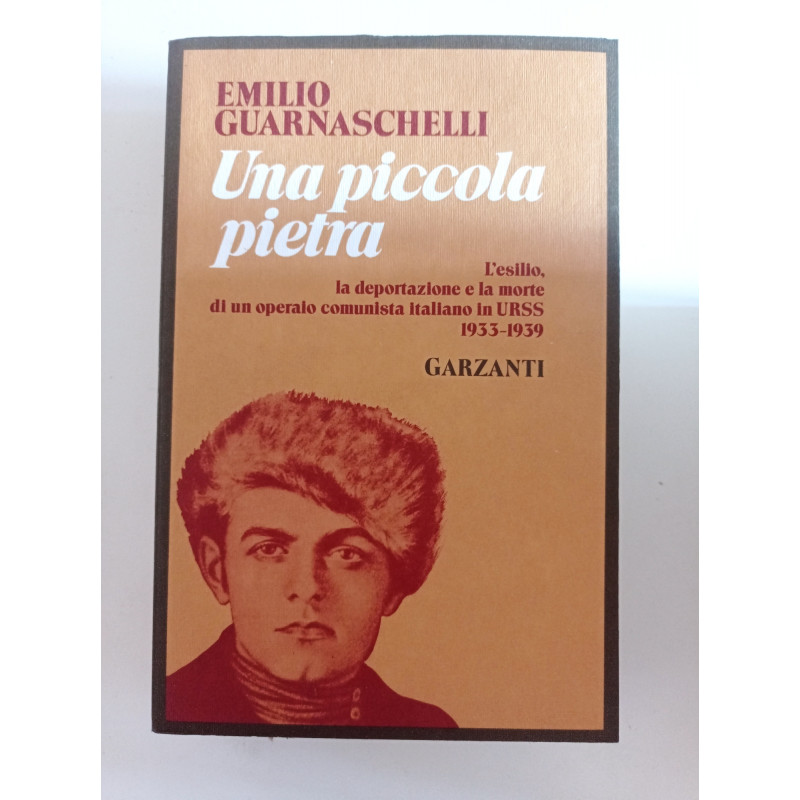 EMILIO
GUARNASCHELLI
Una piccola
pietra
L'esilio,
la deportazione e la morte
di un operaio comunista italiano in URSS
1933-1939
GARZANTI